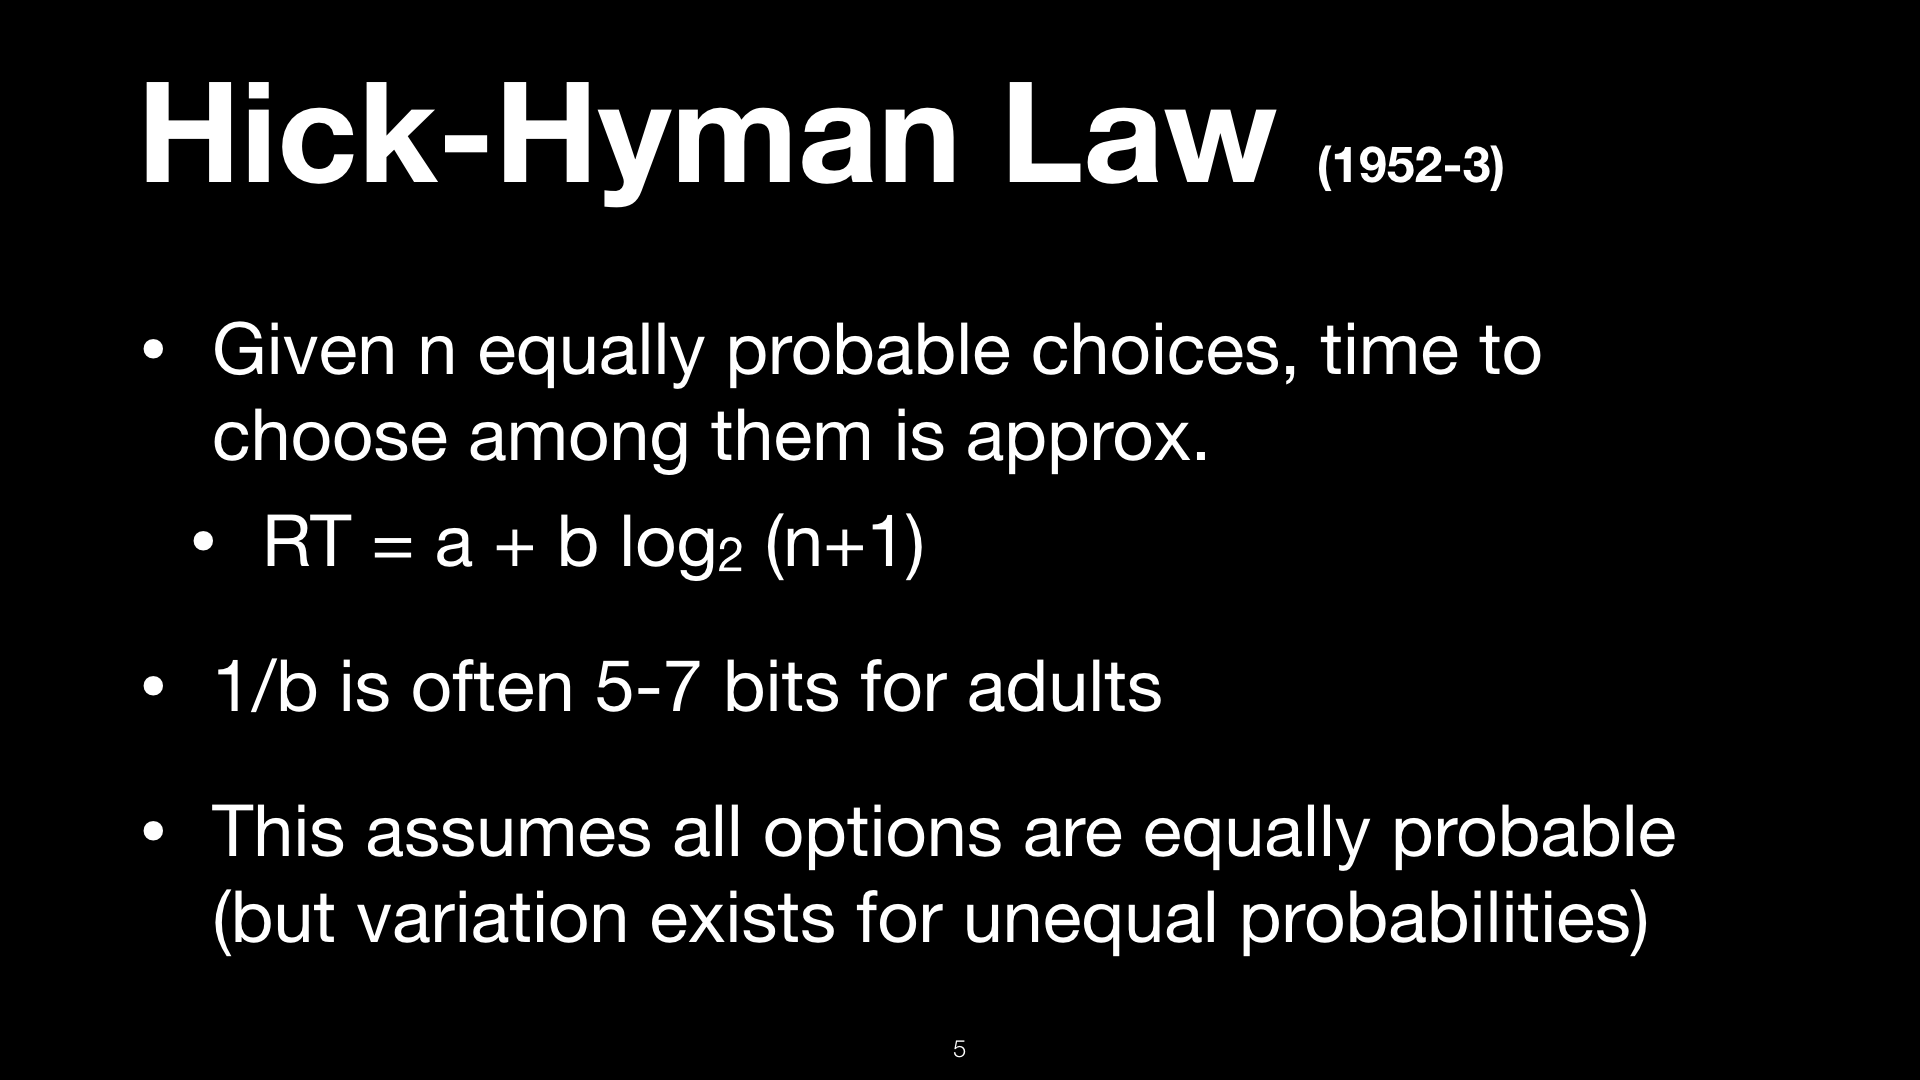 Hick-Hyman Law (1952-3)
• Given n equally probable choices, time to
choose among them is approx.
• RT = a + b log₂ (n+1)
• 1/b is often 5-7 bits for adults
• This assumes all options are equally probable
(but variation exists for unequal probabilities)
5